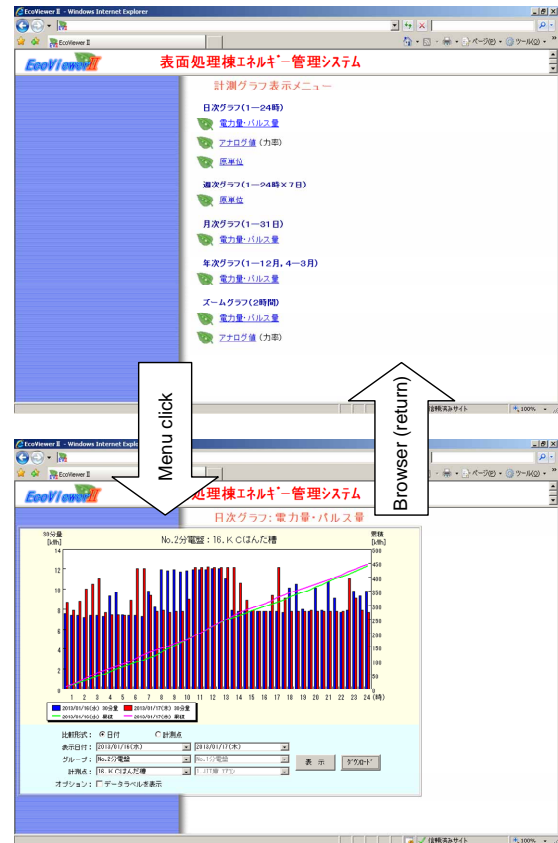 EcoViewer Ⅱ - Windows Internet Explorer
EcoViewer Ⅱ
ページ(P)
ツール(O)
EcoViewerⅡ
表面処理棟エネルギー管理システム
計測グラフ表示メニュー
日次グラフ(1―24時)
電力量・パルス量
アナログ値 (力率)
原単位
週次グラフ(1―24時×7日)
原単位
月次グラフ(1―31日)
電力量・パルス量
年次グラフ(1―12月, 4―3月)
電力量・パルス量
ズームグラフ(2時間)
電力量・パルス量
アナログ値 (力率)
信頼済みサイト
100%
Menu click
Browser (return)
EcoViewer Ⅱ - Windows Internet Expl
EcoViewer Ⅱ
ページ(P)
ツール(O)
EcoViewerⅡ
処理棟エネルギー管理システム
日次グラフ: 電力量・パルス量
30分量
[kWh]
No.2分電盤：16.ＫＣはんだ槽
累積
[kWh]
14
12
10
8
6
4
2
0
500
450
400
350
300
250
200
150
100
50
0
1 2 3 4 5 6 7 8 9 10 11 12 13 14 15 16 17 18 19 20 21 22 23 24 (時)
2013/01/16(水) 30分量
2013/01/17(木) 30分量
2013/01/16(水) 累積
2013/01/17(木) 累積
比較形式： 日付 計測点
表示日付： 2013/01/16(水) 2013/01/17(木)
グループ： No.2分電盤 No.1分電盤
計測点： 16.ＫＣはんだ槽
表 示
ダウンロード
オプション： データラベルを表示
信頼済みサイト
100%